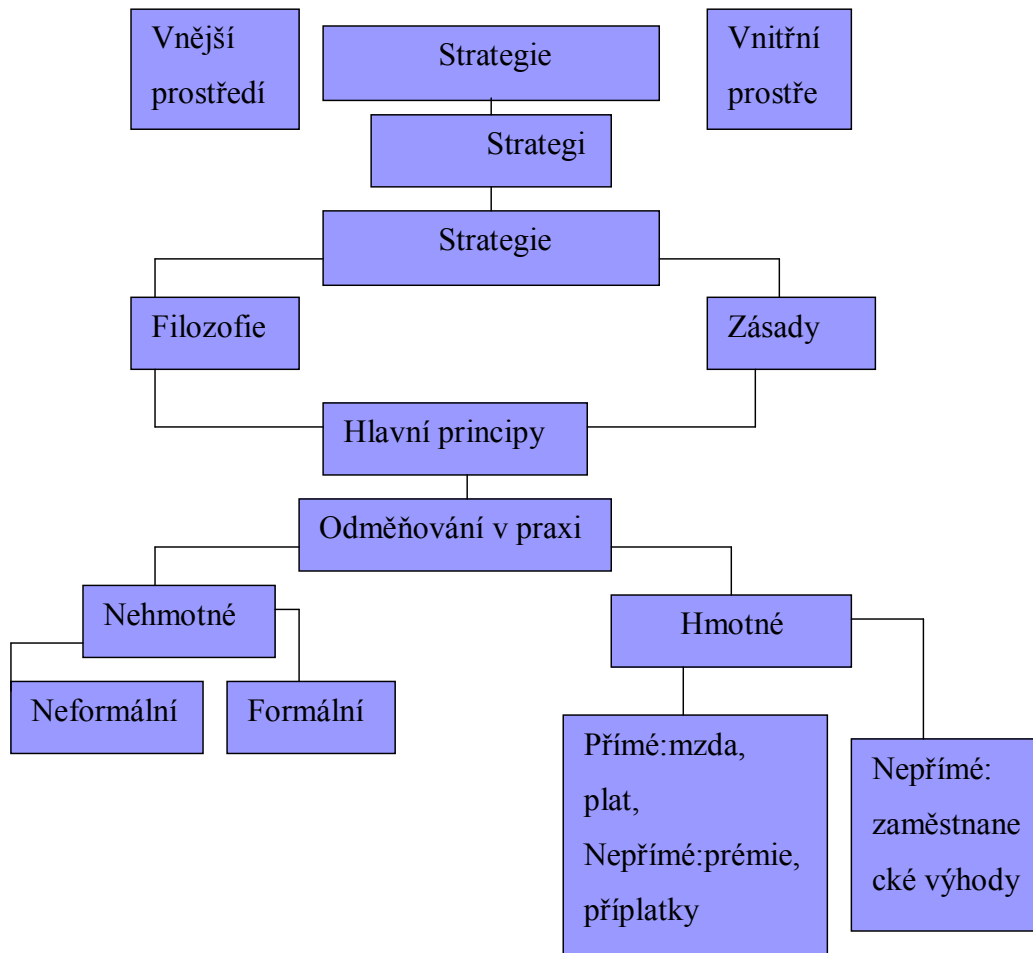 Vnější
prostředí
Strategie
Vnitřní
prostře
Strategi
Strategie
Filozofie
Zásady
Hlavní principy
Odměňování v praxi
Nehmotné
Hmotné
Neformální
Formální
Přímé:mzda,
plat,
Nepřímé:prémie,
příplatky
Nepřímé:
zaměstnane
cké výhody